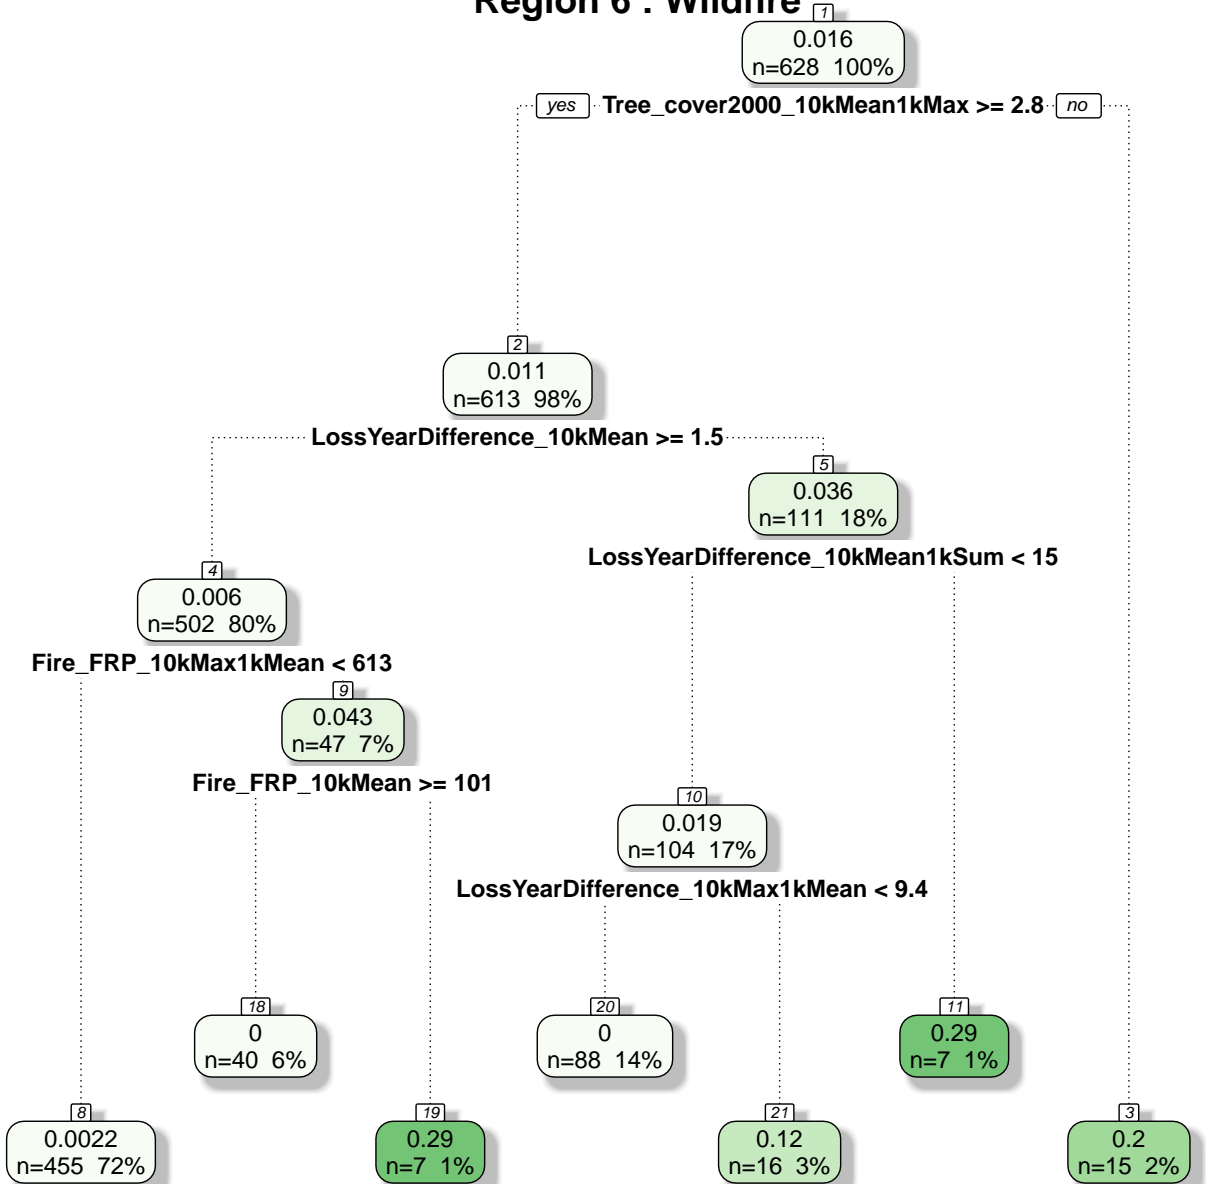 Region 6 : Wildfire
1
0.016
n=628 100%
yes Tree_cover2000_10kMean1kMax >= 2.8 no
2
0.011
n=613 98%
LossYearDifference_10kMean >= 1.5
5
0.036
n=111 18%
LossYearDifference_10kMean1kSum < 15
4
0.006
n=502 80%
Fire_FRP_10kMax1kMean < 613
9
0.043
n=47 7%
Fire_FRP_10kMean >= 101
10
0.019
n=104 17%
LossYearDifference_10kMax1kMean < 9.4
18
0
n=40 6%
20
0
n=88 14%
11
0.29
n=7 1%
8
0.0022
n=455 72%
19
0.29
n=7 1%
21
0.12
n=16 3%
3
0.2
n=15 2%